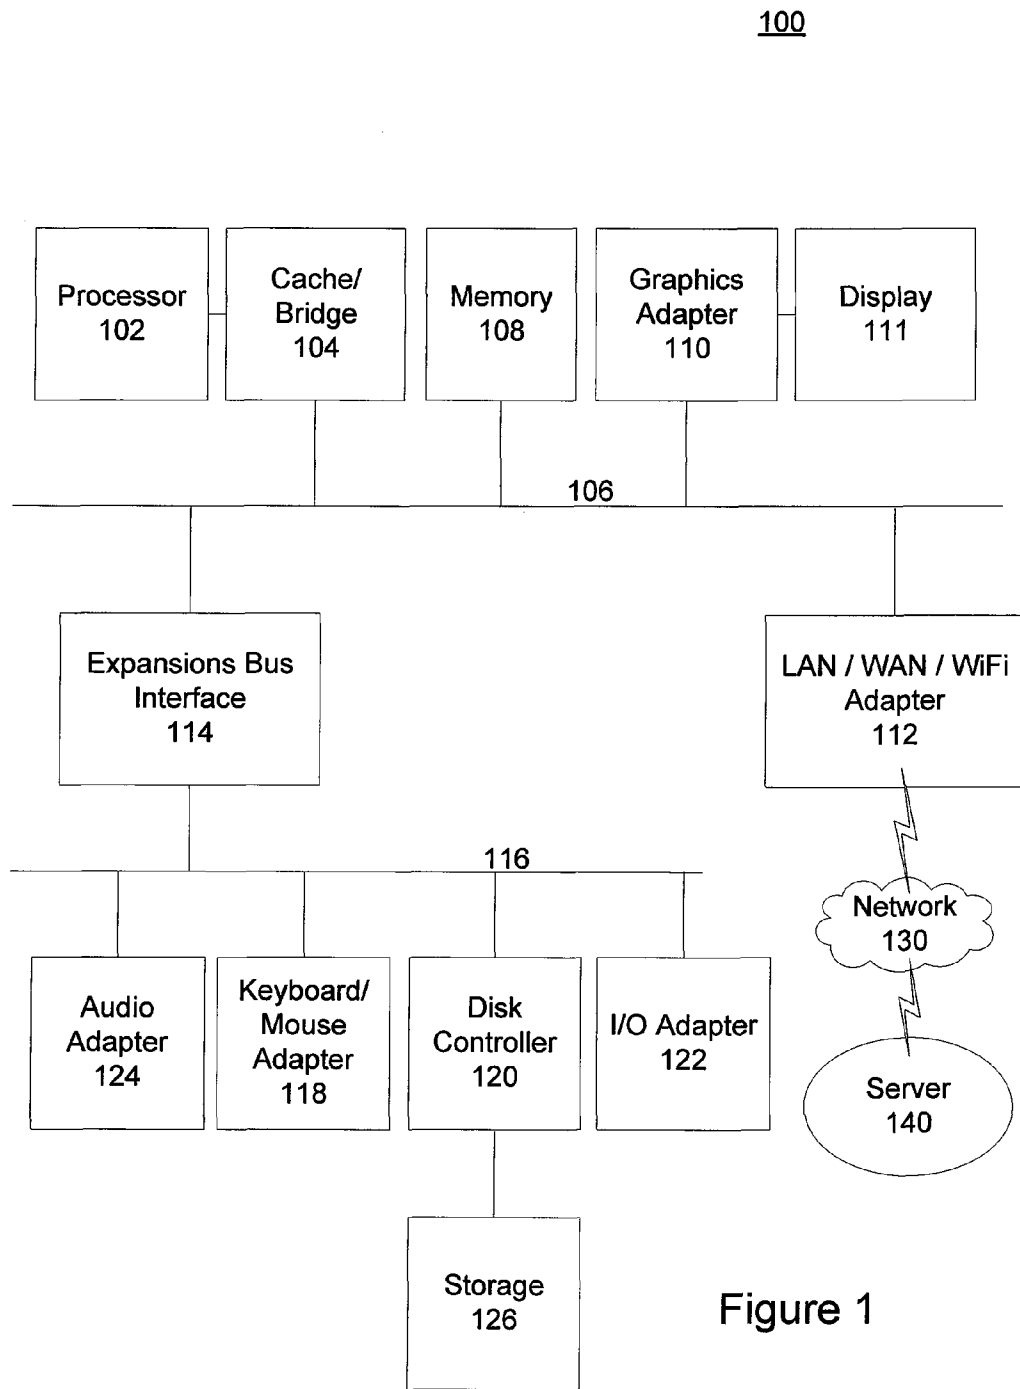 100
Processor
102
Cache/
Bridge
104
Memory
108
Graphics
Adapter
110
Display
111
106
Expansions Bus
Interface
114
LAN / WAN / WiFi
Adapter
112
116
Network
130
Audio
Adapter
124
Keyboard/
Mouse
Adapter
118
Disk
Controller
120
I/O Adapter
122
Server
140
Storage
126
Figure 1